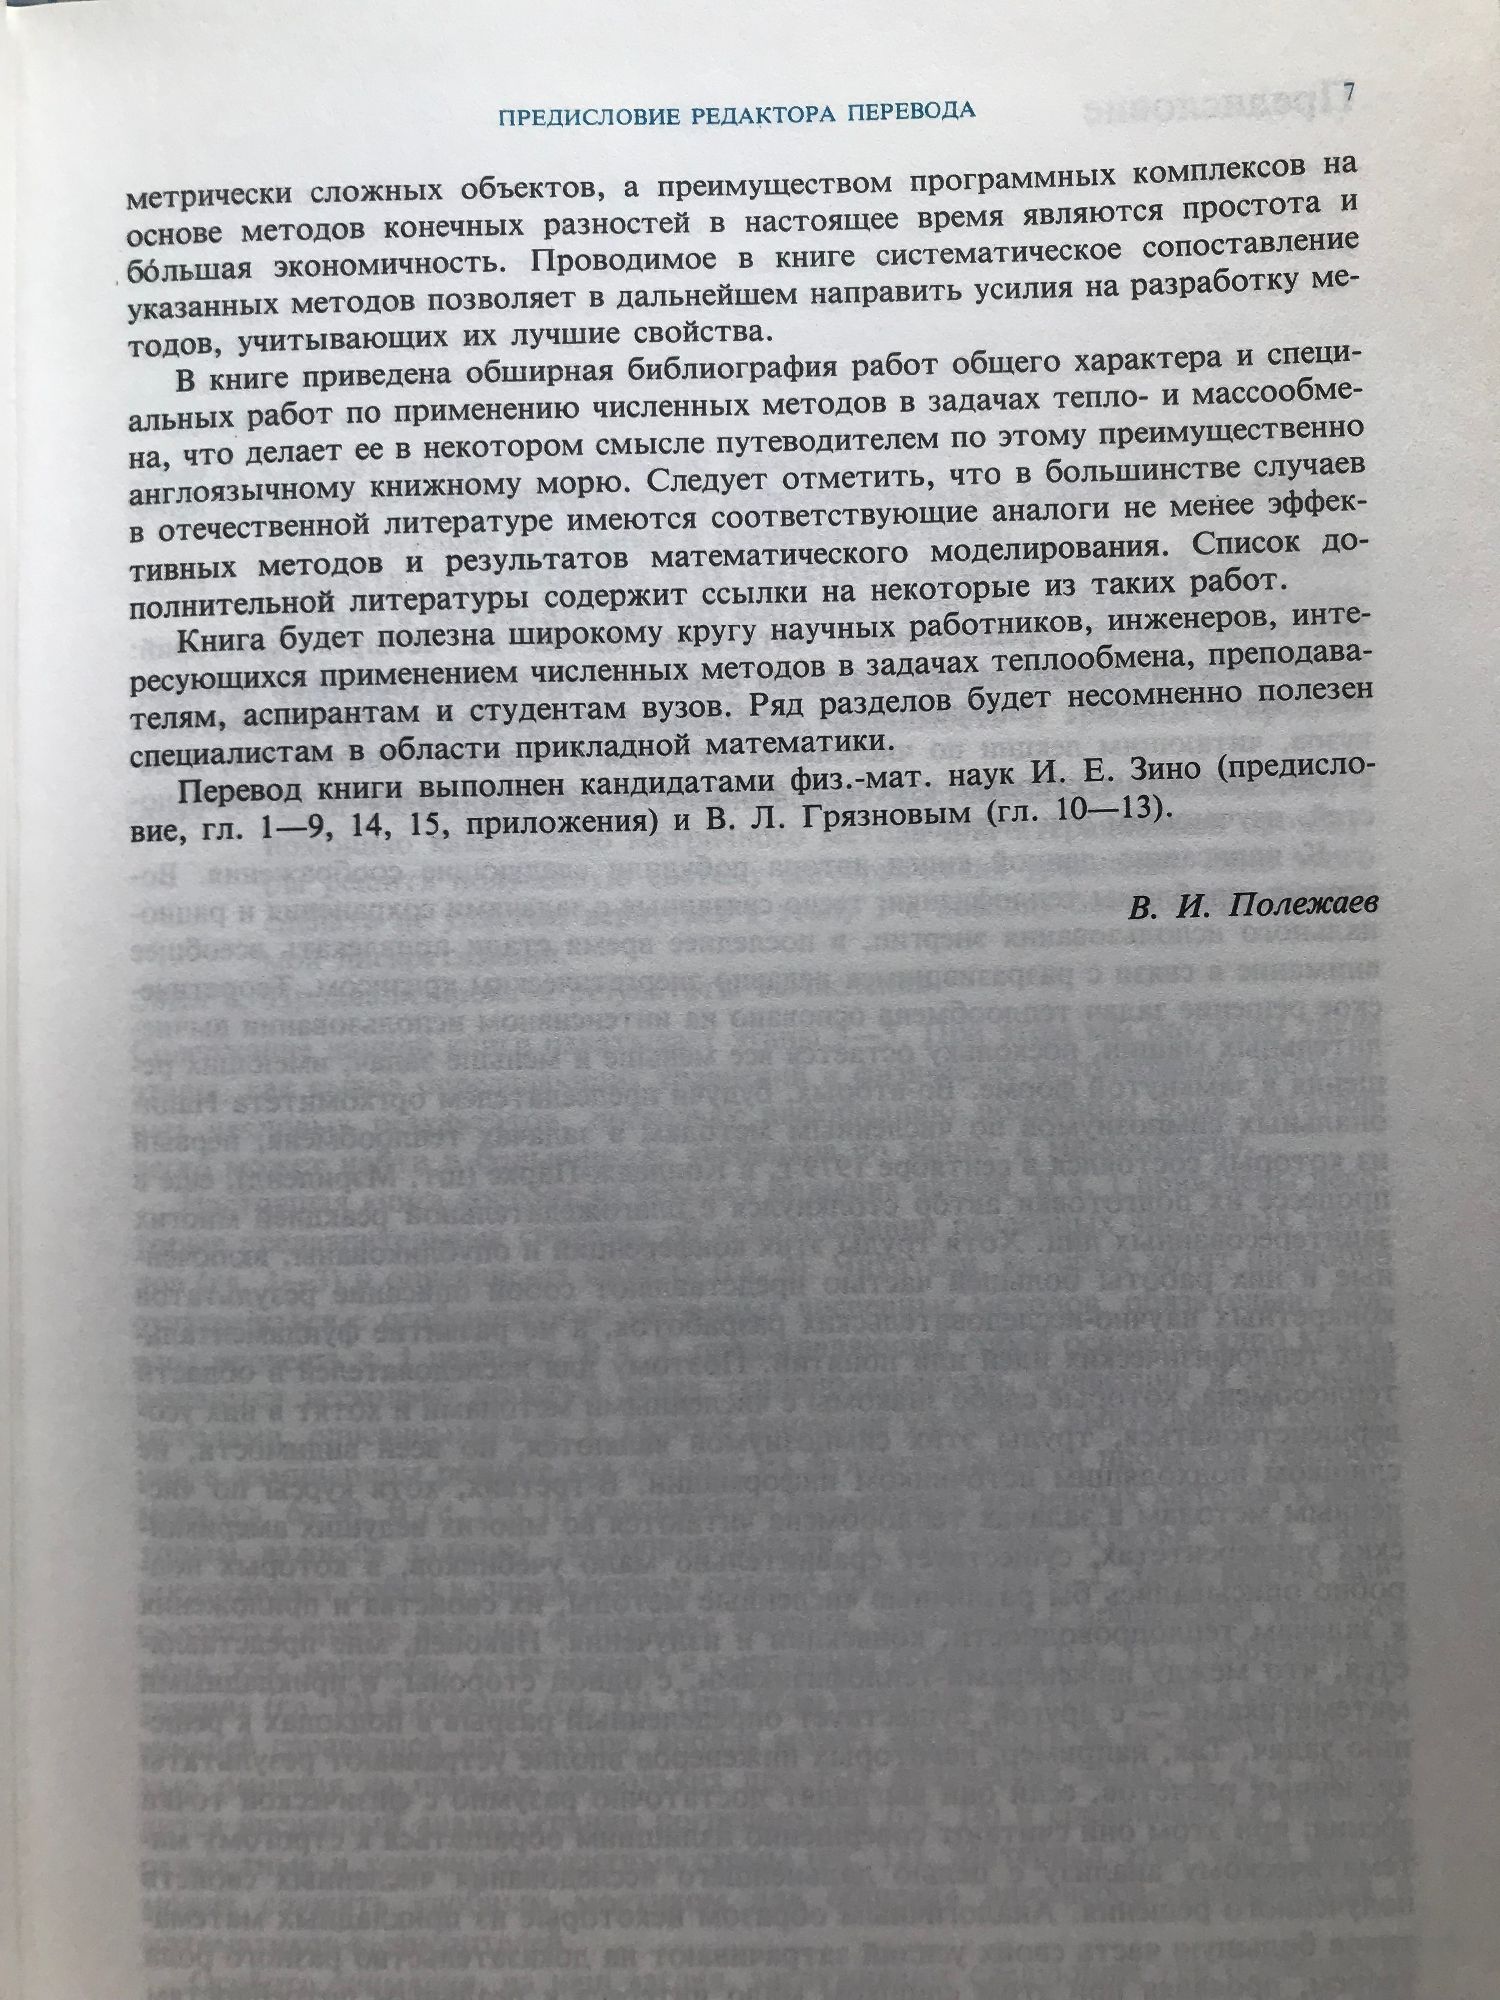 ПРЕДИСЛОВИЕ РЕДАКТОРА ПЕРЕВОДА 7
метрически сложных объектов, а преимуществом программных комплексов на
основе методов конечных разностей в настоящее время являются простота и
бо́льшая экономичность. Проводимое в книге систематическое сопоставление
указанных методов позволяет в дальнейшем направить усилия на разработку ме-
тодов, учитывающих их лучшие свойства.
В книге приведена обширная библиография работ общего характера и специ-
альных работ по применению численных методов в задачах тепло- и массообме-
на, что делает ее в некотором смысле путеводителем по этому преимущественно
англоязычному книжному морю. Следует отметить, что в большинстве случаев
в отечественной литературе имеются соответствующие аналоги не менее эффек-
тивных методов и результатов математического моделирования. Список до-
полнительной литературы содержит ссылки на некоторые из таких работ.
Книга будет полезна широкому кругу научных работников, инженеров, инте-
ресующихся применением численных методов в задачах теплообмена, преподава-
телям, аспирантам и студентам вузов. Ряд разделов будет несомненно полезен
специалистам в области прикладной математики.
Перевод книги выполнен кандидатами физ.-мат. наук И. Е. Зино (предисло-
вие, гл. 1—9, 14, 15, приложения) и В. Л. Грязновым (гл. 10—13).
В. И. Полежаев